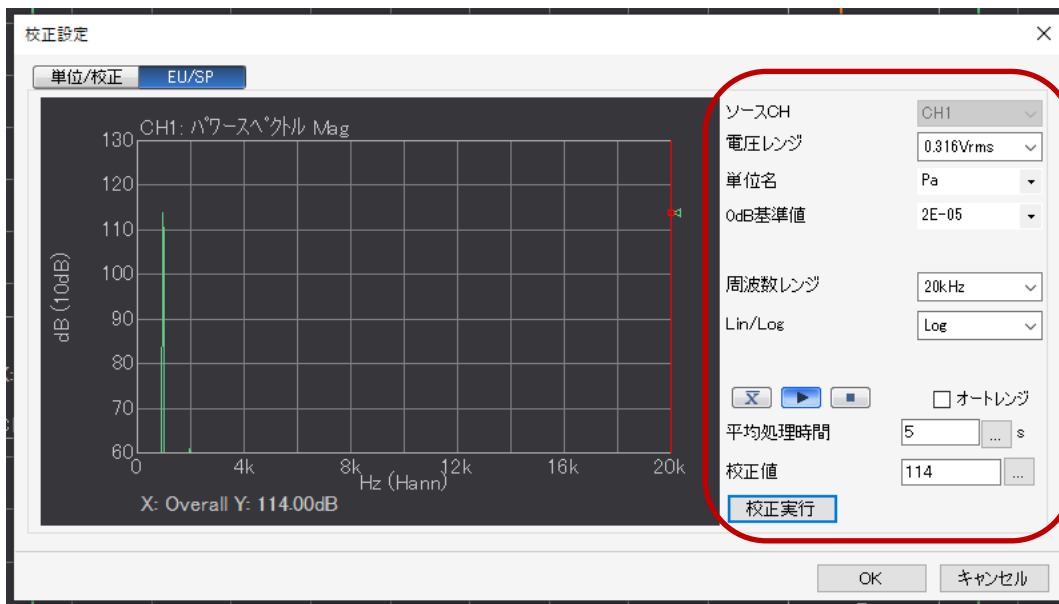 校正設定
単位/校正 EU/SP
CH1: パワースペクトル Mag
130
120
110
100
90
80
70
60
dB (10dB)
0 4k 8k 12k 16k 20k
Hz (Hann)
X: Overall Y: 114.00dB
ソースCH CH1
電圧レンジ 0.316Vrms
単位名 Pa
0dB基準値 2E-05
周波数レンジ 20kHz
Lin/Log Log
X オートレンジ
平均処理時間 5 ... s
校正値 114 ...
校正実行
OK キャンセル